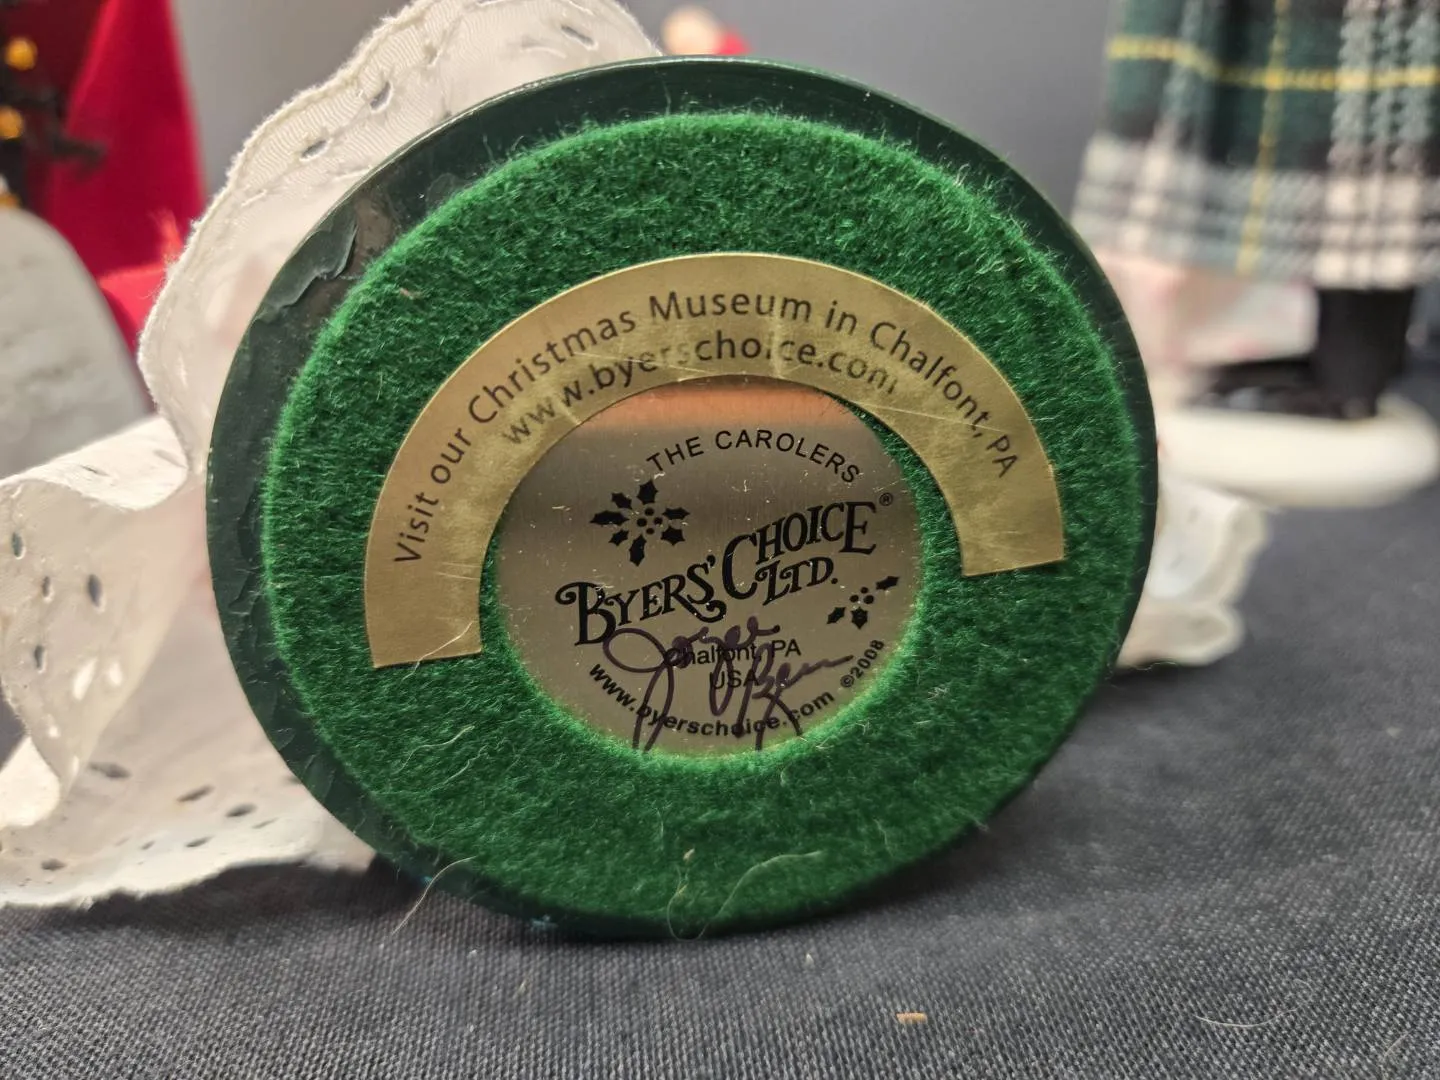 Visit our Christmas Museum in Chalfont, PA
www.byerschoice.com
THE CAROLERS
BYERS' CHOICE®
LTD.
Chalfont, PA
USA
www.byerschoice.com ©2008